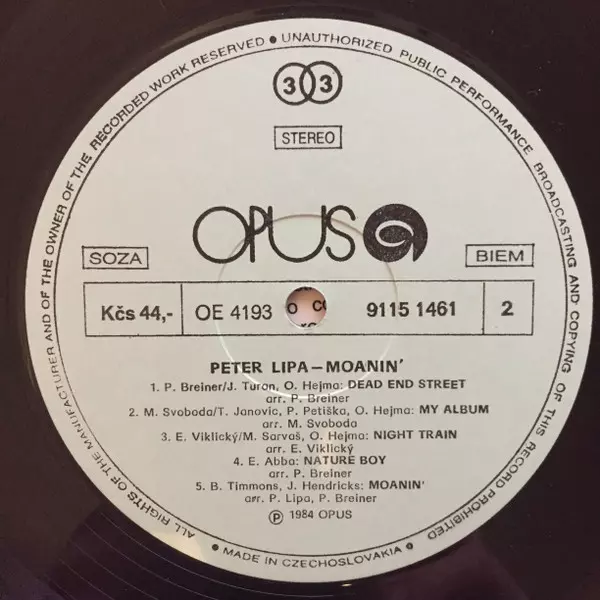 ALL RIGHTS OF THE MANUFACTURER AND OF THE OWNER OF THE RECORDED WORK RESERVED ● UNAUTHORIZED PUBLIC PERFORMANCE BROADCASTING AND COPYING OF THIS RECORD PROHIBITED
33
STEREO
OPUS
SOZA
BIEM
Kčs 44,- OE 4193 9115 1461 2
PETER LIPA – MOANIN'
1. P. Breiner/J. Turan, O. Hejma: DEAD END STREET
arr. P. Breiner
2. M. Svoboda/T. Janovic, P. Petiška, O. Hejma: MY ALBUM
arr. M. Svoboda
3. E. Viklický/M. Sarvaš, O. Hejma: NIGHT TRAIN
arr. E. Viklický
4. E. Abba: NATURE BOY
arr. P. Breiner
5. B. Timmons, J. Hendricks: MOANIN'
arr. P. Lipa, P. Breiner
Ⓟ 1984 OPUS
● MADE IN CZECHOSLOVAKIA ●